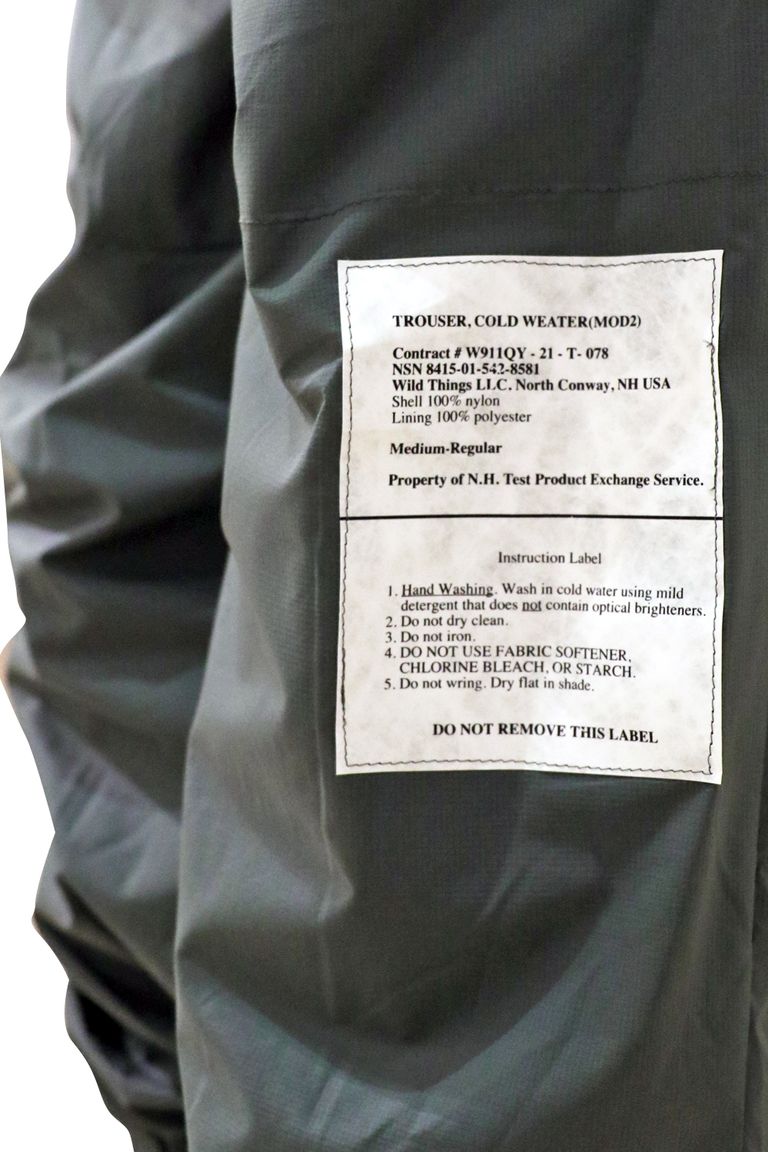 TROUSER, COLD WEATER(MOD2)
Contract # W911QY - 21 - T- 078
NSN 8415-01-542-8581
Wild Things LLC. North Conway, NH USA
Shell 100% nylon
Lining 100% polyester
Medium-Regular
Property of N.H. Test Product Exchange Service.
Instruction Label
1. Hand Washing. Wash in cold water using mild
detergent that does not contain optical brighteners.
2. Do not dry clean.
3. Do not iron.
4. DO NOT USE FABRIC SOFTENER,
CHLORINE BLEACH, OR STARCH.
5. Do not wring. Dry flat in shade.
DO NOT REMOVE THIS LABEL